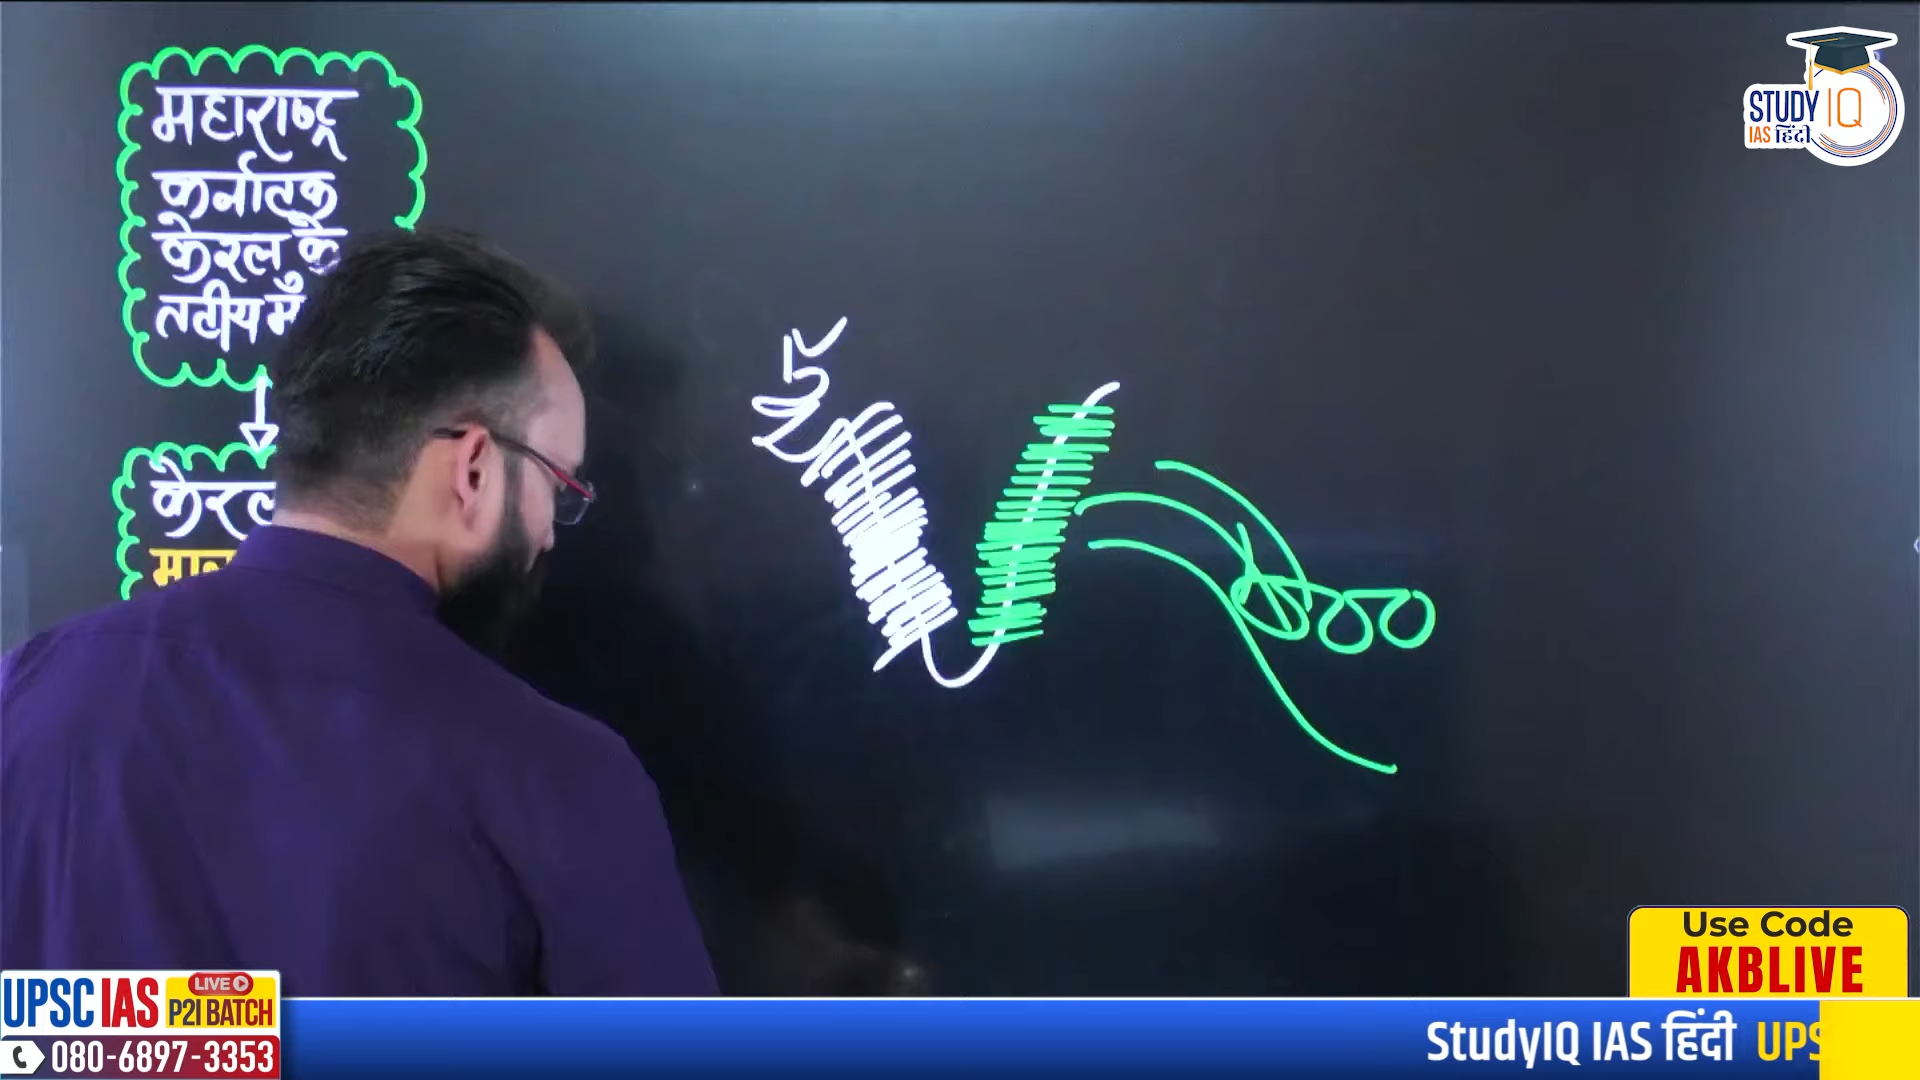 महाराष्ट्र
कर्नाटक
केरल के
तटीय
STUDY IQ
IAS हिंदी
Use Code
AKBLIVE
UPSC IAS LIVE P2I BATCH
080-6897-3353
StudyIQ IAS हिंदी UPS